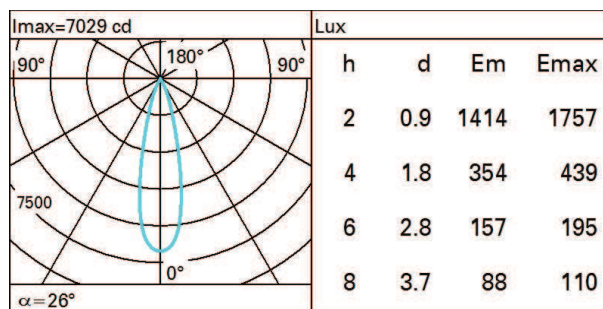 Imax=7029 cd
Lux
90° 180° 90°
7500
0°
α=26°
h d Em Emax
2 0.9 1414 1757
4 1.8 354 439
6 2.8 157 195
8 3.7 88 110